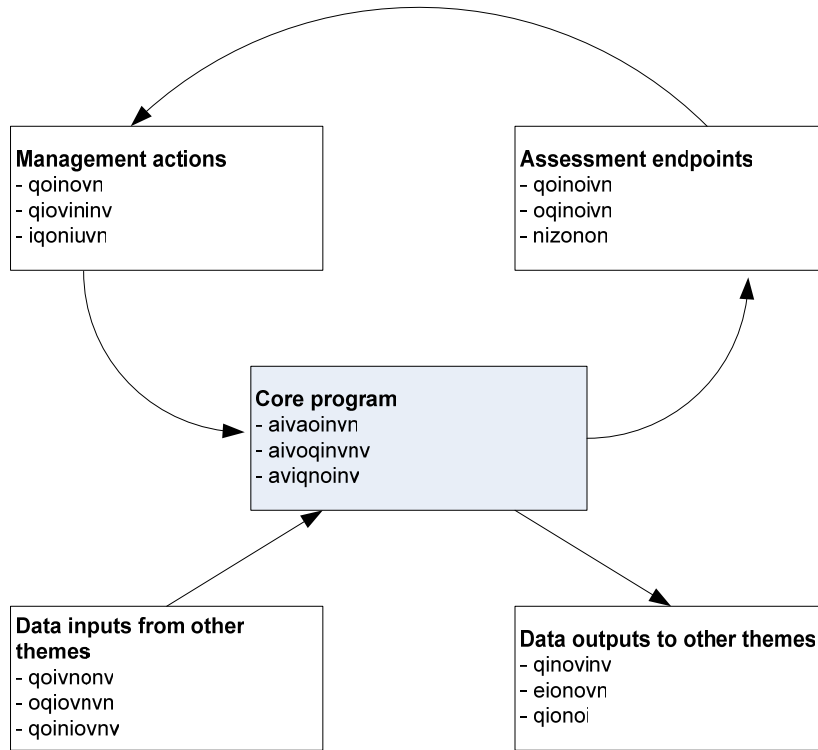 Management actions
- qoinovn
- qiovininv
- iqoniuvn
Assessment endpoints
- qoinoivn
- oqinoivn
- nizonon
Core program
- aivaoinvn
- aivoqinvnv
- aviqnoinv
Data inputs from other
themes
- qoivnonv
- oqiovnvn
- qoiniovnv
Data outputs to other themes
- qinovinv
- eionovn
- qionoi